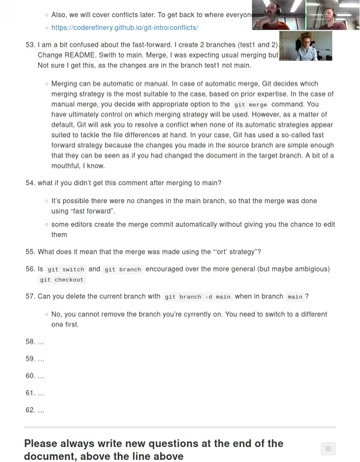 Also, we will cover conflicts later. To get back to where everyone
https://coderefinery.github.io/git-intro/conflicts/
53. I am a bit confused about the fast-forward. I create 2 branches (test1 and 2).
Change README. Swith to main. Merge, I was expecting usual merging but
Not sure I get this, as the changes are in the branch test1 not main.
Merging can be automatic or manual. In case of automatic merge, Git decides which
merging strategy is the most suitable to the case, based on prior expertise. In the case of
manual merge, you decide with appropriate option to the git merge command. You
have ultimately control on which merging strategy will be used. However, as a matter of
default, Git will ask you to resolve a conflict when none of its automatic strategies appear
suited to tackle the file differences at hand. In your case, Git has used a so-called fast
forward strategy because the changes you made in the source branch are simple enough
that they can be seen as if you had changed the document in the target branch. A bit of a
mouthful, I know.
54. what if you didn't get this comment after merging to main?
It's possible there were no changes in the main branch, so that the merge was done
using "fast forward".
some editors create the merge commit automatically without giving you the chance to edit
them
55. What does it mean that the merge was made using the "'ort' strategy"?
56. Is git switch and git branch encouraged over the more general (but maybe ambigious)
git checkout
57. Can you delete the current branch with git branch -d main when in branch main ?
No, you cannot remove the branch you're cyrrently on. You need to switch to a different
one first.
58. ...
59. ...
60. ...
61. ...
62. ...
Please always write new questions at the end of the
document, above the line above